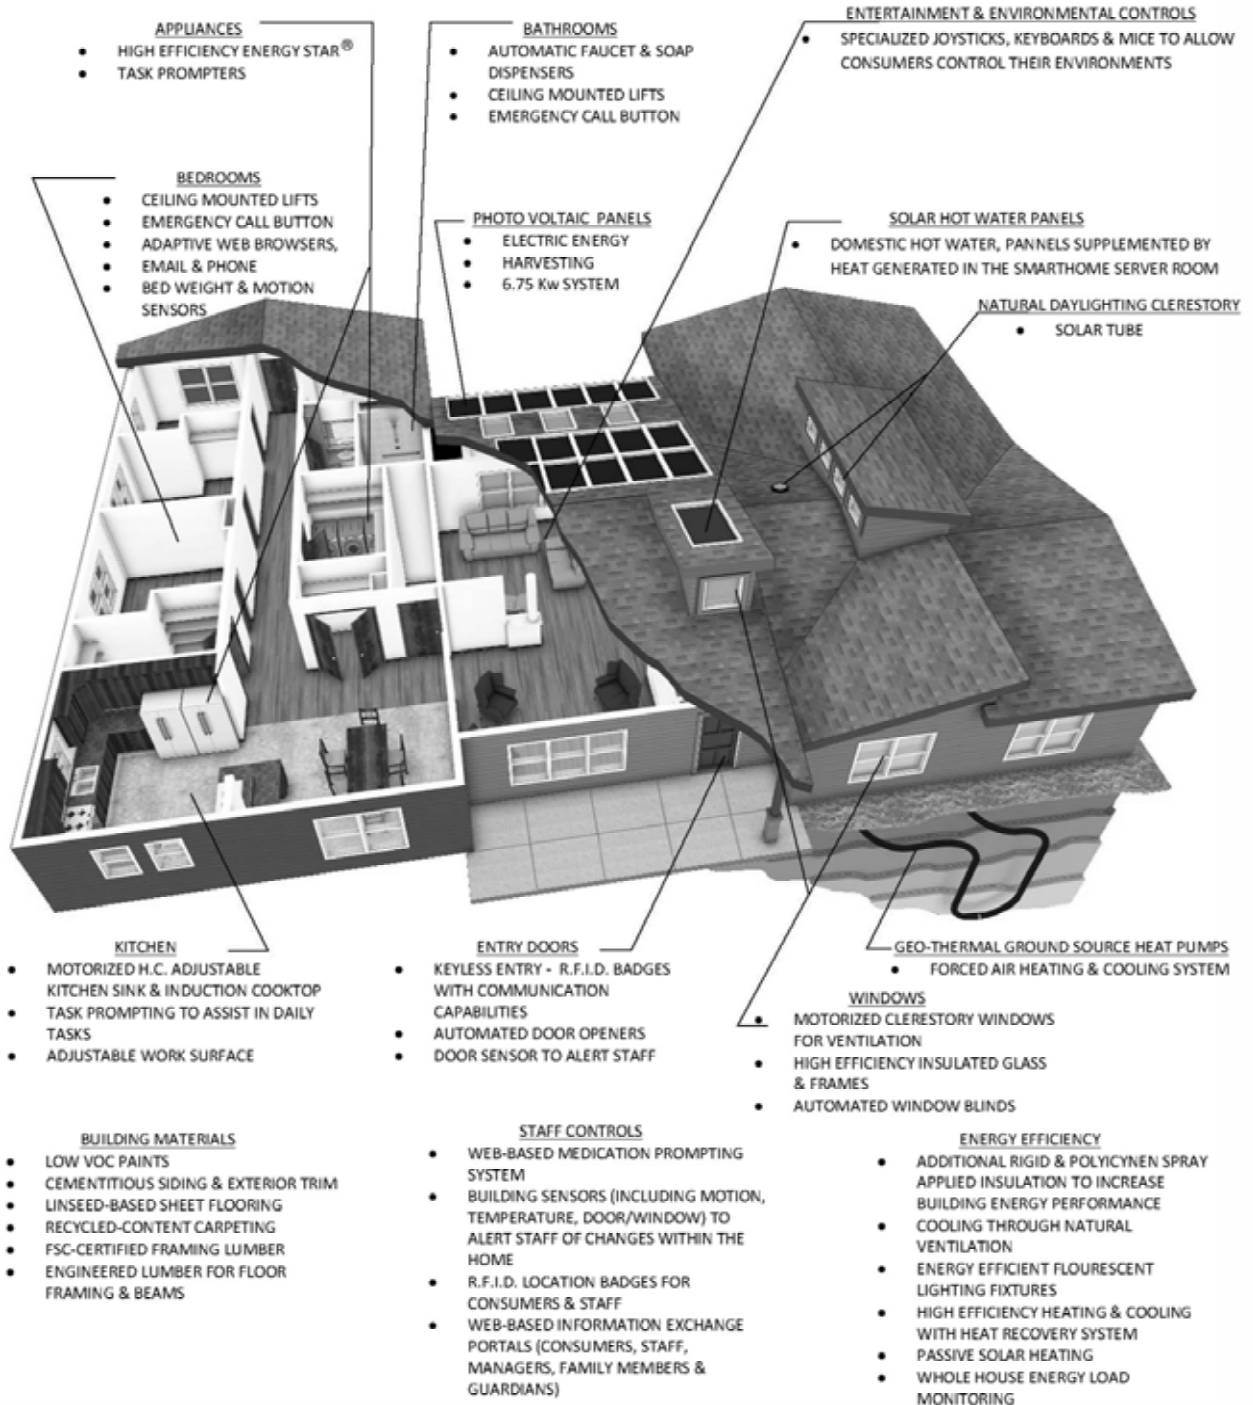 APPLIANCES
HIGH EFFICIENCY ENERGY STAR®
TASK PROMPTERS
BATHROOMS
AUTOMATIC FAUCET & SOAP
DISPENSERS
CEILING MOUNTED LIFTS
EMERGENCY CALL BUTTON
ENTERTAINMENT & ENVIRONMENTAL CONTROLS
SPECIALIZED JOYSTICKS, KEYBOARDS & MICE TO ALLOW
CONSUMERS CONTROL THEIR ENVIRONMENTS
BEDROOMS
CEILING MOUNTED LIFTS
EMERGENCY CALL BUTTON
ADAPTIVE WEB BROWSERS,
EMAIL & PHONE
BED WEIGHT & MOTION
SENSORS
PHOTO VOLTAIC PANELS
ELECTRIC ENERGY
HARVESTING
6.75 Kw SYSTEM
SOLAR HOT WATER PANELS
DOMESTIC HOT WATER, PANNELS SUPPLEMENTED BY
HEAT GENERATED IN THE SMARTHOME SERVER ROOM
NATURAL DAYLIGHTING CLERESTORY
SOLAR TUBE
KITCHEN
MOTORIZED H.C. ADJUSTABLE
KITCHEN SINK & INDUCTION COOKTOP
TASK PROMPTING TO ASSIST IN DAILY
TASKS
ADJUSTABLE WORK SURFACE
ENTRY DOORS
KEYLESS ENTRY - R.F.I.D. BADGES
WITH COMMUNICATION
CAPABILITIES
AUTOMATED DOOR OPENERS
DOOR SENSOR TO ALERT STAFF
GEO-THERMAL GROUND SOURCE HEAT PUMPS
FORCED AIR HEATING & COOLING SYSTEM
WINDOWS
MOTORIZED CLERESTORY WINDOWS
FOR VENTILATION
HIGH EFFICIENCY INSULATED GLASS
& FRAMES
AUTOMATED WINDOW BLINDS
BUILDING MATERIALS
LOW VOC PAINTS
CEMENTITIOUS SIDING & EXTERIOR TRIM
LINSEED-BASED SHEET FLOORING
RECYCLED-CONTENT CARPETING
FSC-CERTIFIED FRAMING LUMBER
ENGINEERED LUMBER FOR FLOOR
FRAMING & BEAMS
STAFF CONTROLS
WEB-BASED MEDICATION PROMPTING
SYSTEM
BUILDING SENSORS (INCLUDING MOTION,
TEMPERATURE, DOOR/WINDOW) TO
ALERT STAFF OF CHANGES WITHIN THE
HOME
R.F.I.D. LOCATION BADGES FOR
CONSUMERS & STAFF
WEB-BASED INFORMATION EXCHANGE
PORTALS (CONSUMERS, STAFF,
MANAGERS, FAMILY MEMBERS &
GUARDIANS)
ENERGY EFFICIENCY
ADDITIONAL RIGID & POLYICYNEN SPRAY
APPLIED INSULATION TO INCREASE
BUILDING ENERGY PERFORMANCE
COOLING THROUGH NATURAL
VENTILATION
ENERGY EFFICIENT FLOURESCENT
LIGHTING FIXTURES
HIGH EFFICIENCY HEATING & COOLING
WITH HEAT RECOVERY SYSTEM
PASSIVE SOLAR HEATING
WHOLE HOUSE ENERGY LOAD
MONITORING